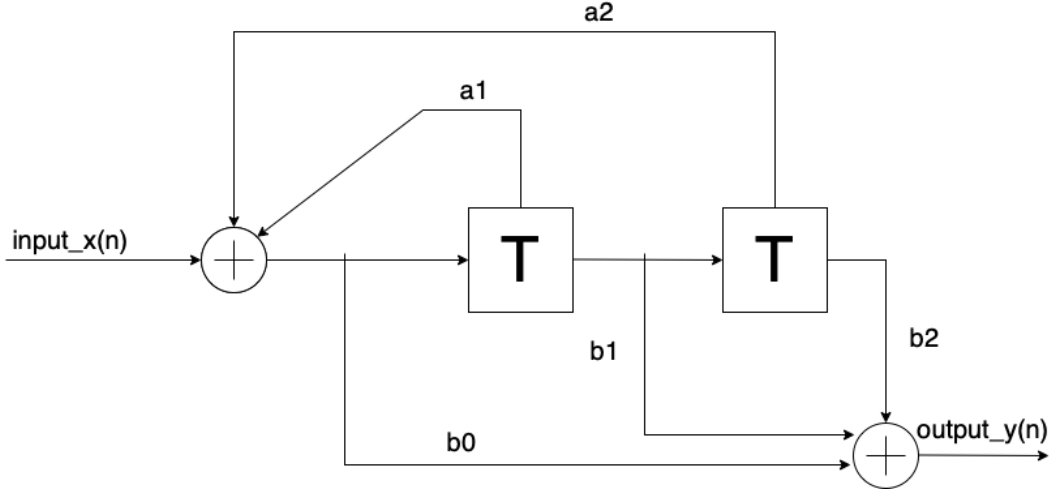 a2
a1
input_x(n)
T
T
b1
b2
b0
output_y(n)